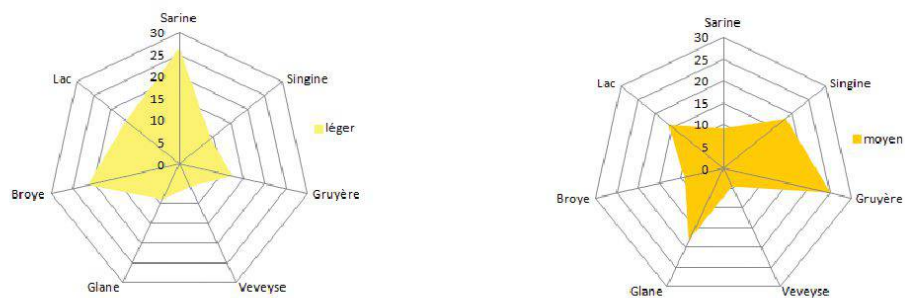 Sarine
30
25
20
15
10
5
0
Singine
Gruyère
Veveyse
Glane
Broye
Lac
léger
Sarine
30
25
20
15
10
5
0
Singine
Gruyère
Veveyse
Glane
Broye
Lac
moyen